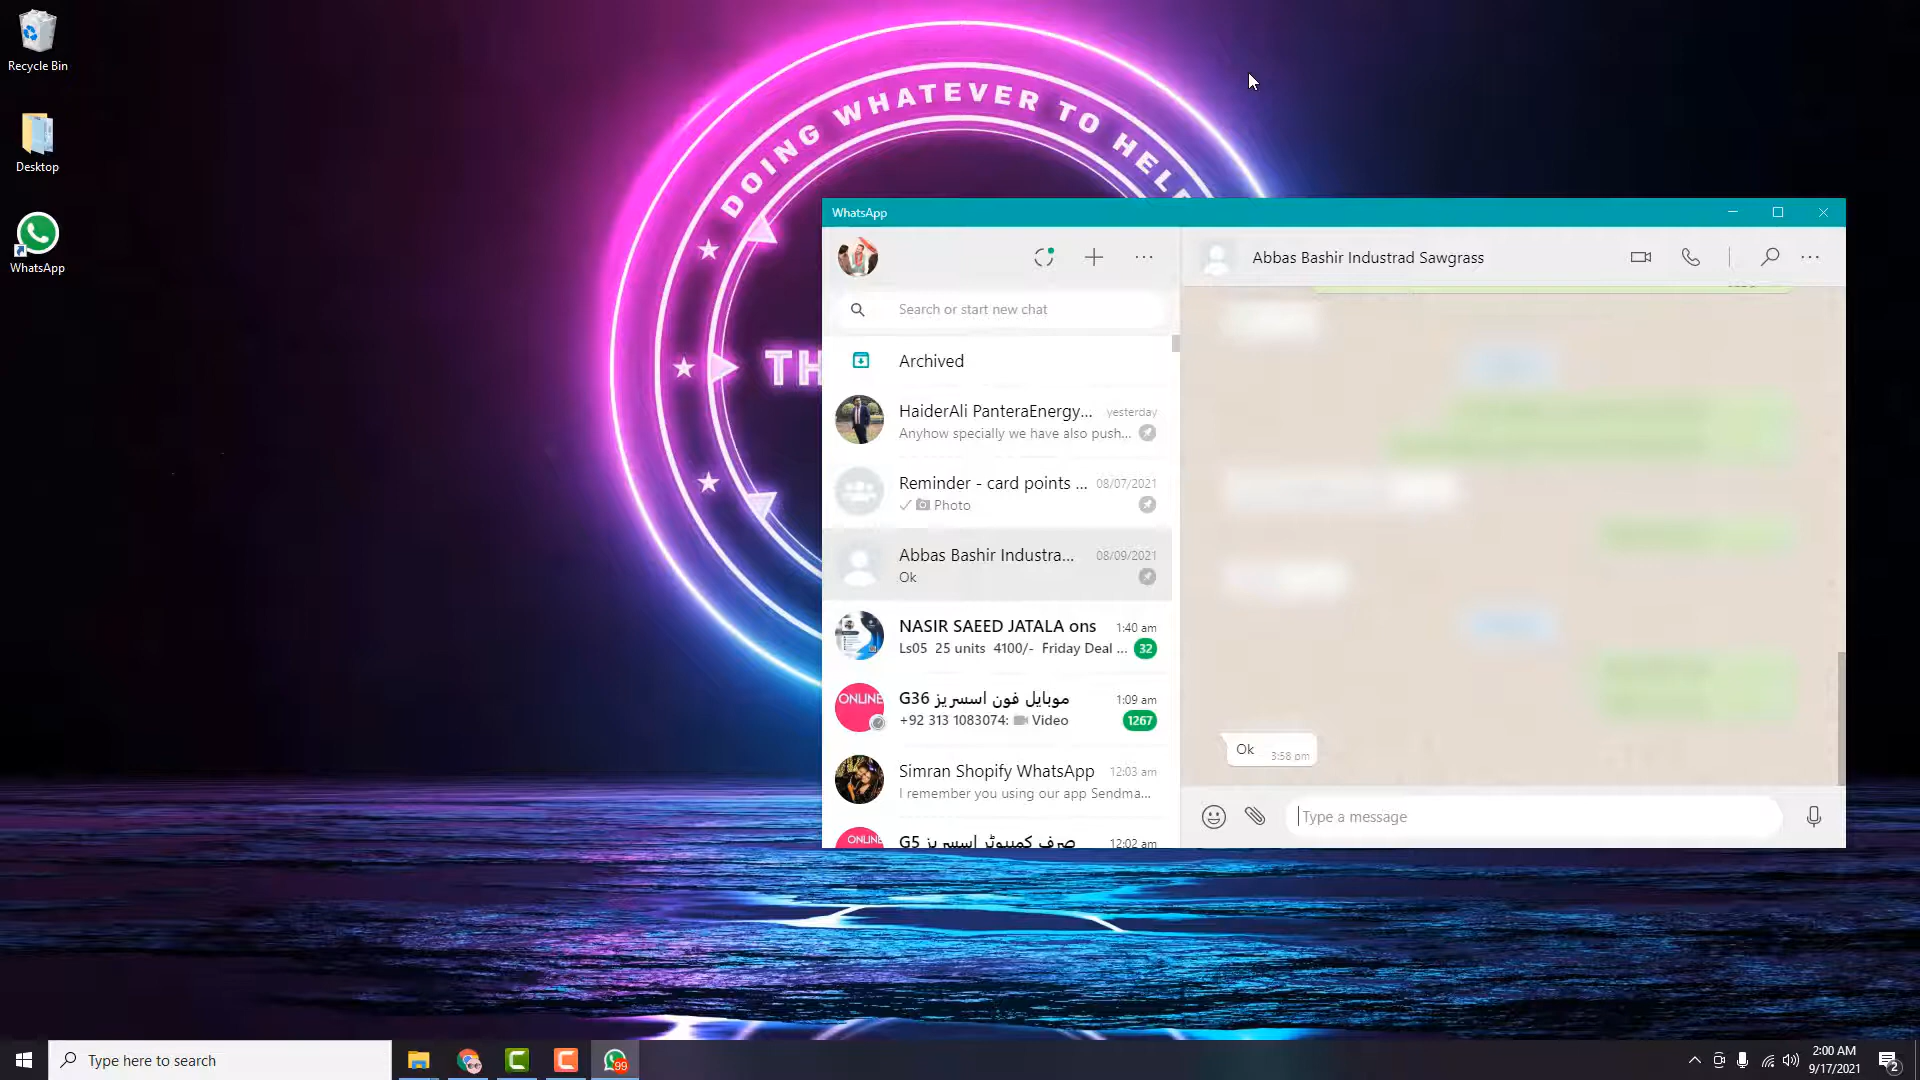 Recycle Bin
Desktop
WhatsApp
DOING WHATEVER TO HELP
TH
WhatsApp
Search or start new chat
Archived
HaiderAli PanteraEnergy... yesterday
Anyhow specially we have also push...
Reminder - card points ... 08/07/2021
Photo
Abbas Bashir Industra... 08/09/2021
Ok
NASIR SAEED JATALA ons 1:40 am
Ls05 25 units 4100/- Friday Deal ... 32
G36 موبایل فون اسسریز 1:09 am
+92 313 1083074: Video 1267
Simran Shopify WhatsApp 12:03 am
I remember you using our app Sendma...
G5 صرف کمپیوٹر اسسریز 12:02 am
ONLINE
ONLINE
Abbas Bashir Industrad Sawgrass
Ok 3:58 pm
Type a message
Type here to search
99
2:00 AM
9/17/2021
2